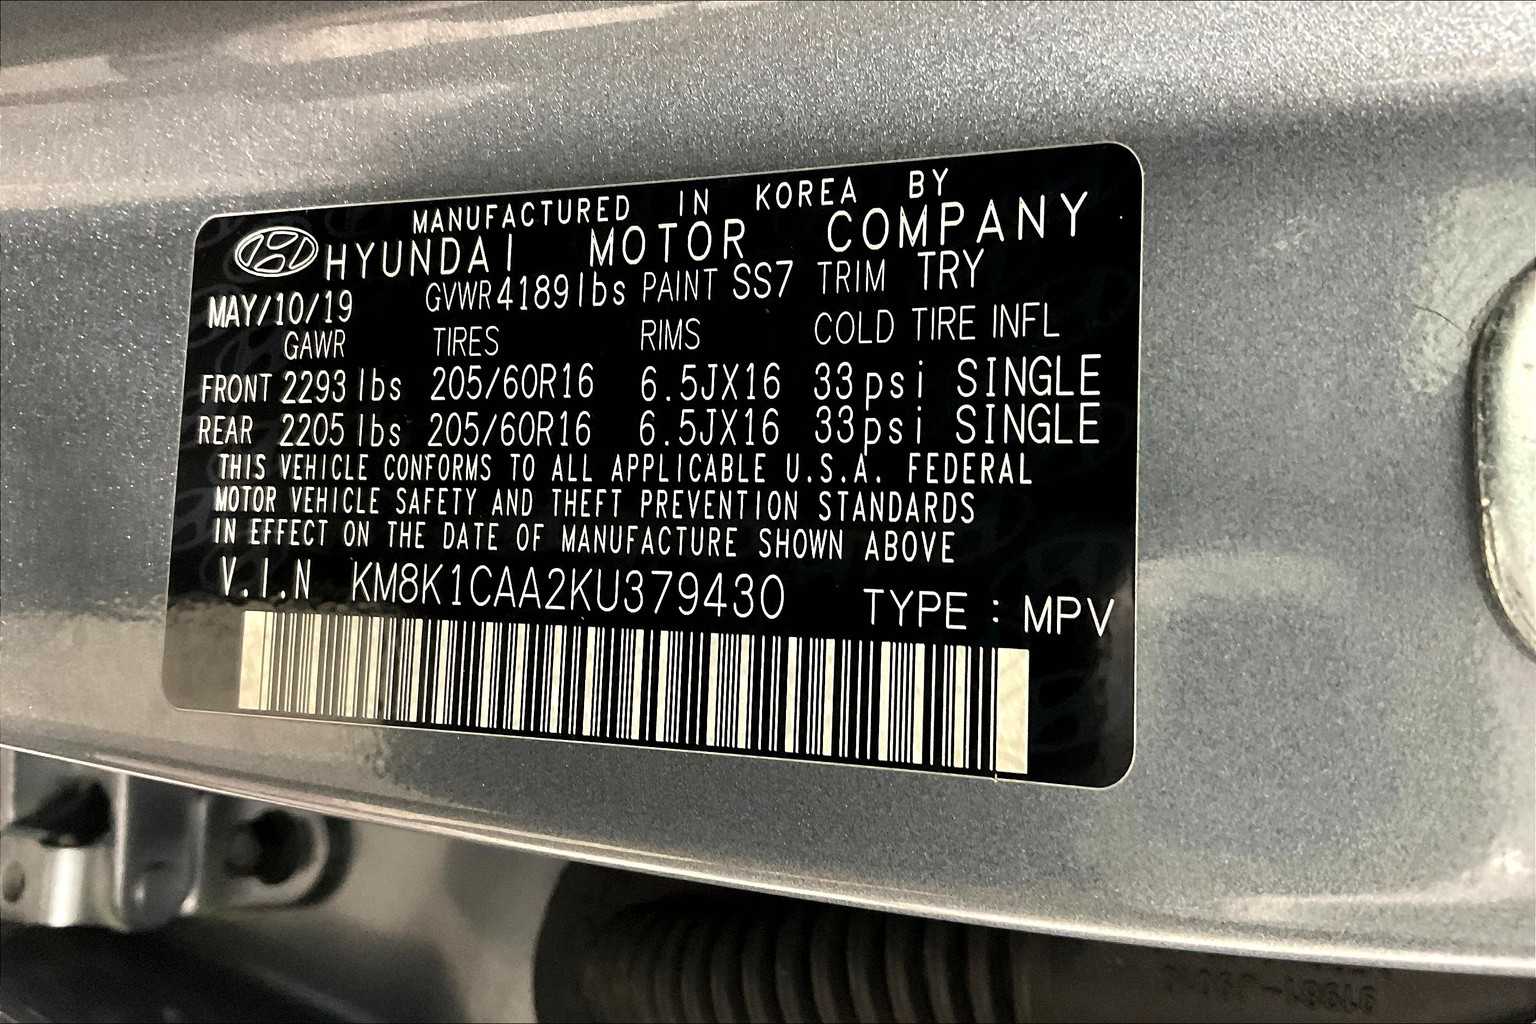 MANUFACTURED IN KOREA BY
HYUNDAI MOTOR COMPANY
MAY/10/19 GVWR 4189lbs PAINT SS7 TRIM TRY
GAWR TIRES RIMS COLD TIRE INFL
FRONT 2293 lbs 205/60R16 6.5JX16 33psi SINGLE
REAR 2205 lbs 205/60R16 6.5JX16 33psi SINGLE
THIS VEHICLE CONFORMS TO ALL APPLICABLE U.S.A. FEDERAL
MOTOR VEHICLE SAFETY AND THEFT PREVENTION STANDARDS
IN EFFECT ON THE DATE OF MANUFACTURE SHOWN ABOVE
V.I.N KM8K1CAA2KU379430 TYPE : MPV